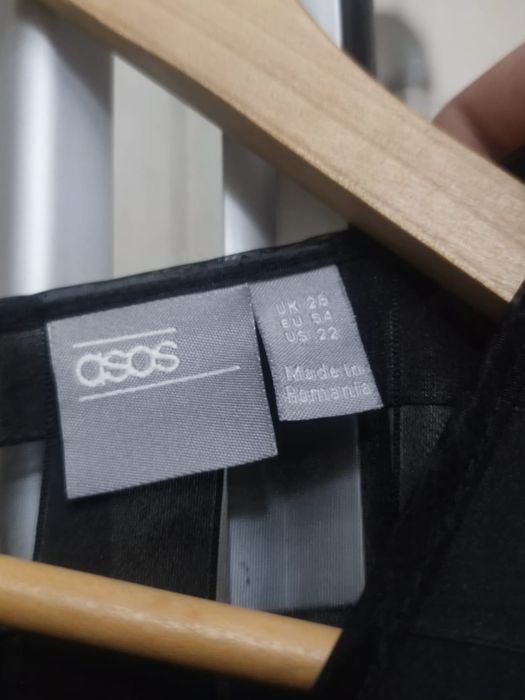 asos
UK 26
EU 54
US 22
Made in
Romania